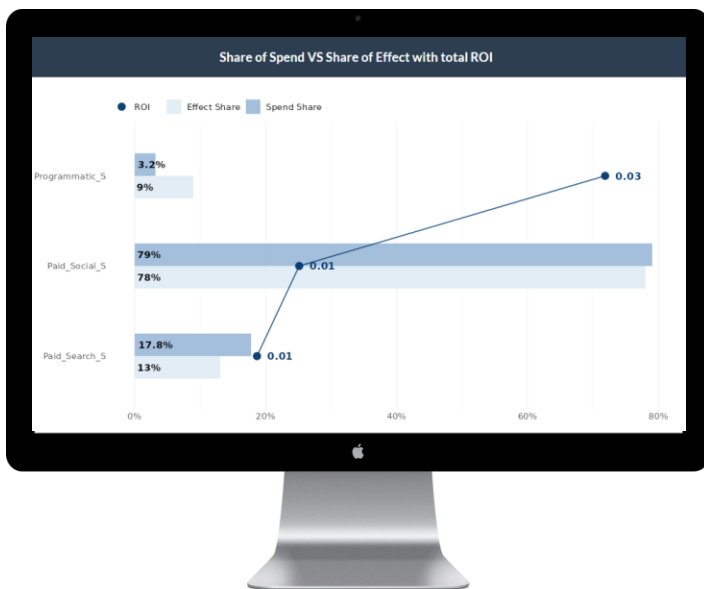 Share of Spend VS Share of Effect with total ROI
ROI Effect Share Spend Share
Programmatic_S
3.2%
9%
0.03
Paid_Social_S
79%
78%
0.01
Paid_Search_S
17.8%
13%
0.01
0% 20% 40% 60% 80%